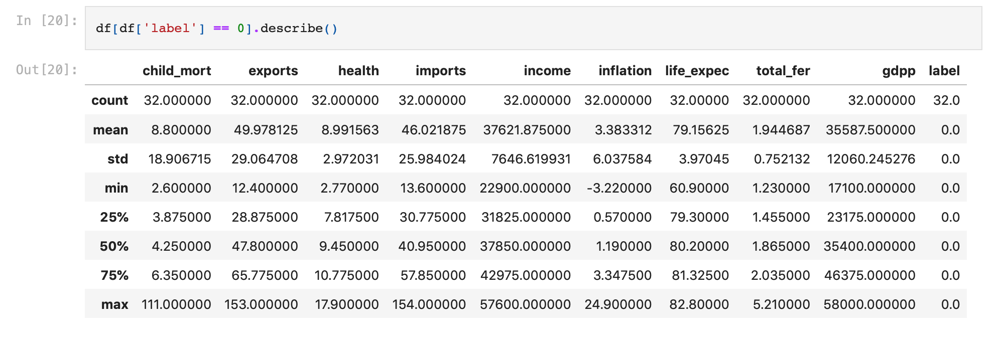 In [20]: df[df['label'] == 0].describe()
Out[20]: child_mort exports health imports income inflation life_expec total_fer gdpp label
count 32.000000 32.000000 32.000000 32.000000 32.000000 32.000000 32.00000 32.000000 32.000000 32.0
mean 8.800000 49.978125 8.991563 46.021875 37621.875000 3.383312 79.15625 1.944687 35587.500000 0.0
std 18.906715 29.064708 2.972031 25.984024 7646.619931 6.037584 3.97045 0.752132 12060.245276 0.0
min 2.600000 12.400000 2.770000 13.600000 22900.000000 -3.220000 60.90000 1.230000 17100.000000 0.0
25% 3.875000 28.875000 7.817500 30.775000 31825.000000 0.570000 79.30000 1.455000 23175.000000 0.0
50% 4.250000 47.800000 9.450000 40.950000 37850.000000 1.190000 80.20000 1.865000 35400.000000 0.0
75% 6.350000 65.775000 10.775000 57.850000 42975.000000 3.347500 81.32500 2.035000 46375.000000 0.0
max 111.000000 153.000000 17.900000 154.000000 57600.000000 24.900000 82.80000 5.210000 58000.000000 0.0